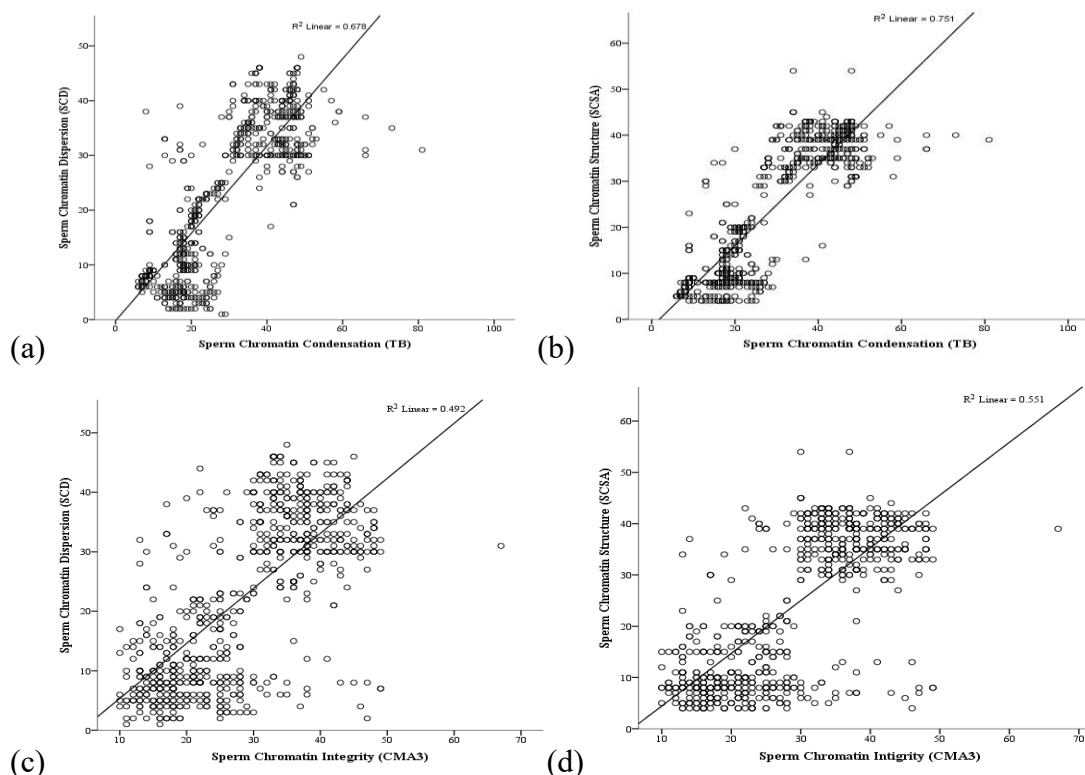 R² Linear = 0.678
Sperm Chromatin Dispersion (SCD)
50
40
30
20
10
0
0 20 40 60 80 100
Sperm Chromatin Condensation (TB)
(a)
R² Linear = 0.751
Sperm Chromatin Structure (SCSA)
60
50
40
30
20
10
0
0 20 40 60 80 100
Sperm Chromatin Condensation (TB)
(b)
R² Linear = 0.492
Sperm Chromatin Dispersion (SCD)
50
40
30
20
10
0
10 20 30 40 50 60 70
Sperm Chromatin Integrity (CMA3)
(c)
R² Linear = 0.551
Sperm Chromatin Structure (SCSA)
60
50
40
30
20
10
0
10 20 30 40 50 60 70
Sperm Chromatin Intigrity (CMA3)
(d)